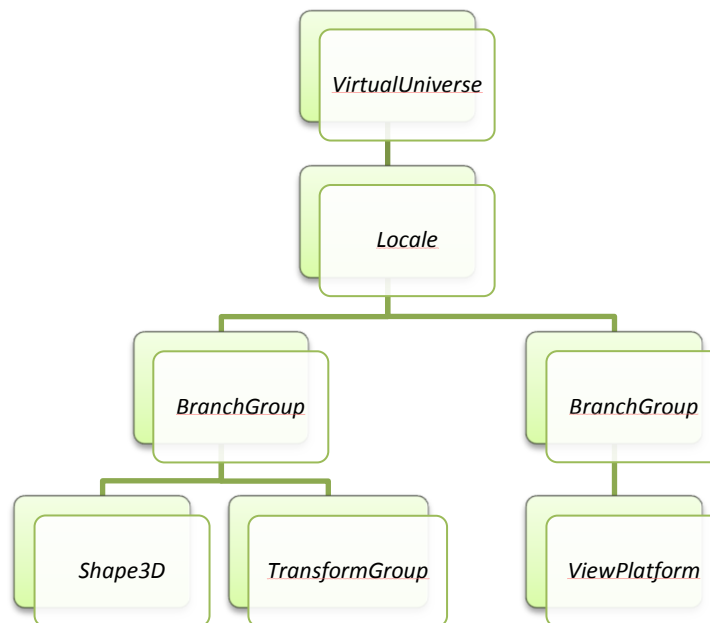 VirtualUniverse
Locale
BranchGroup
BranchGroup
Shape3D
TransformGroup
ViewPlatform